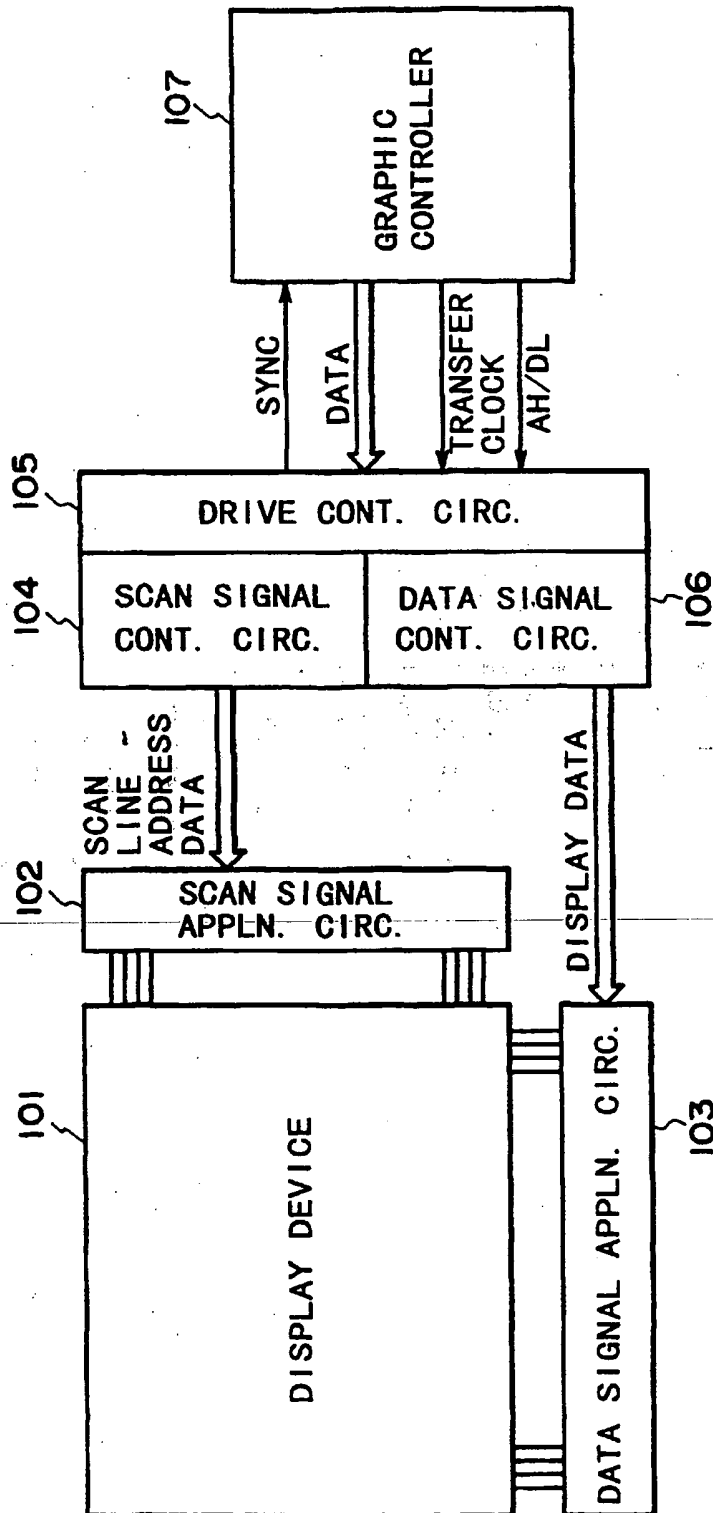 101
DISPLAY DEVICE
102
SCAN SIGNAL
APPLN. CIRC.
103
DATA SIGNAL APPLN. CIRC.
SCAN
LINE -
ADDRESS
DATA
DISPLAY DATA
104
SCAN SIGNAL
CONT. CIRC.
105
DRIVE CONT. CIRC.
DATA SIGNAL
CONT. CIRC.
106
SYNC
DATA
TRANSFER
CLOCK
AH/DL
107
GRAPHIC
CONTROLLER